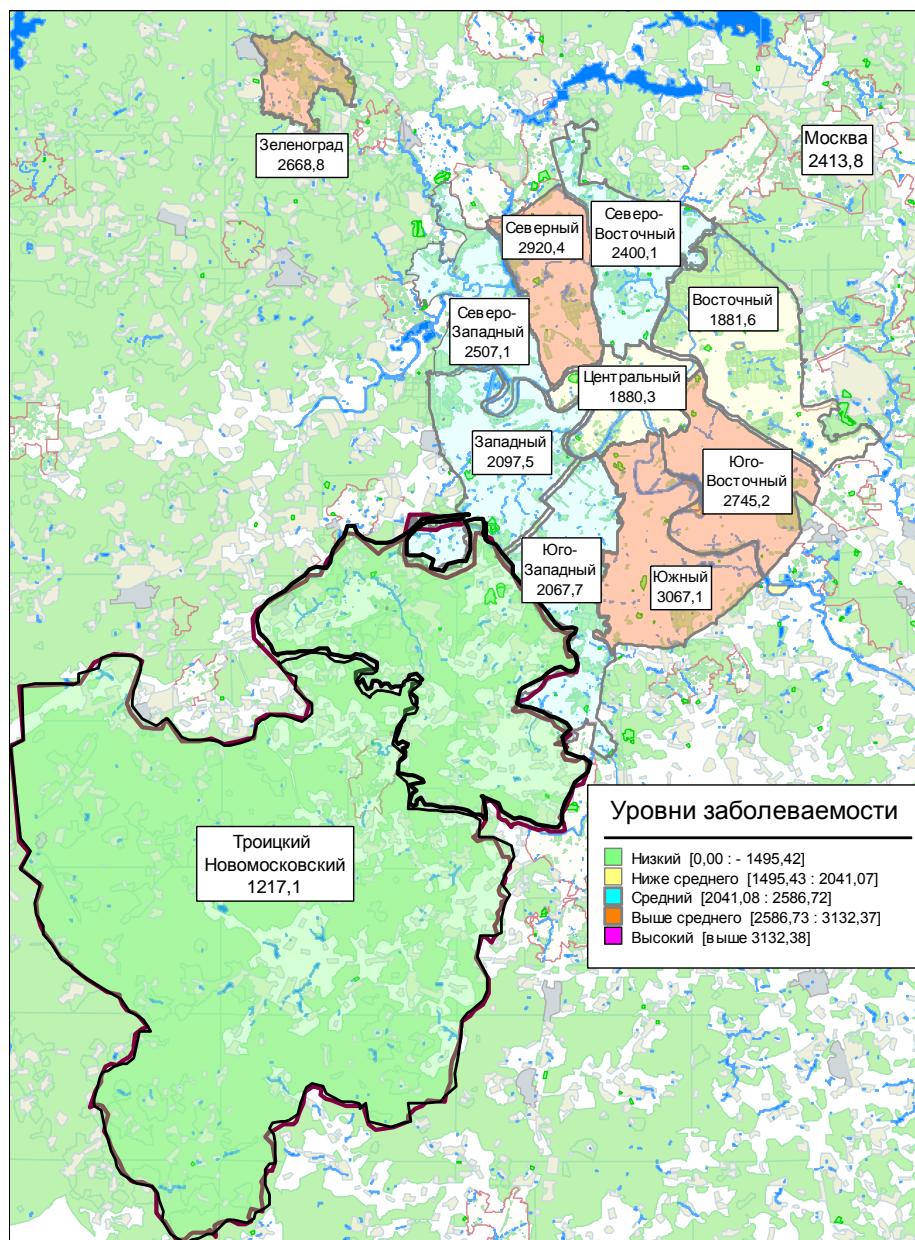 Зеленоград
2668,8
Москва
2413,8
Северный
2920,4
Северо-
Восточный
2400,1
Восточный
1881,6
Северо-
Западный
2507,1
Центральный
1880,3
Западный
2097,5
Юго-
Восточный
2745,2
Юго-
Западный
2067,7
Южный
3067,1
Троицкий
Новомосковский
1217,1
Уровни заболеваемости
Низкий [0,00 : - 1495,42]
Ниже среднего [1495,43 : 2041,07]
Средний [2041,08 : 2586,72]
Выше среднего [2586,73 : 3132,37]
Высокий [выше 3132,38]